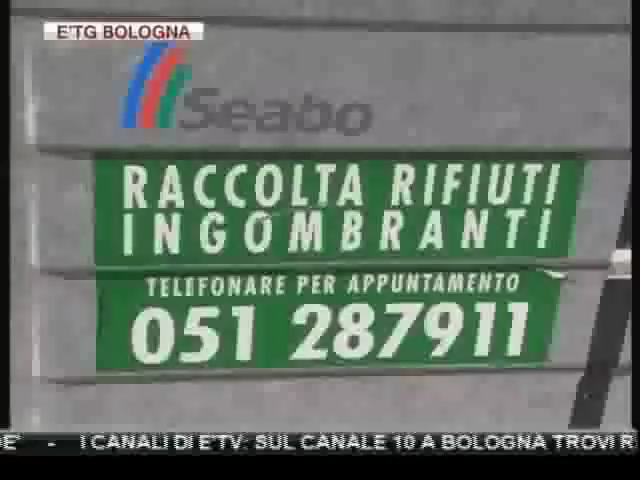 E'TG BOLOGNA
Seabo
RACCOLTA RIFIUTI
INGOMBRANTI
TELEFONARE PER APPUNTAMENTO
051 287911
- I CANALI DI E'TV: SUL CANALE 10 A BOLOGNA TROVI